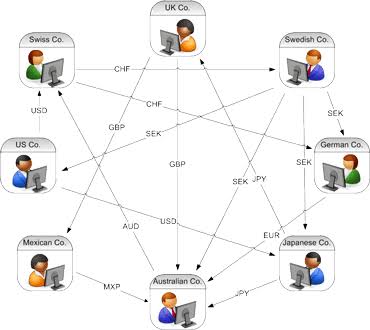 UK Co.
Swiss Co.
Swedish Co.
CHF
CHF
USD
GBP
SEK
SEK
US Co.
German Co.
GBP
SEK
SEK
JPY
USD
AUD
EUR
Mexican Co.
Japanese Co.
Australian Co.
MXP
JPY